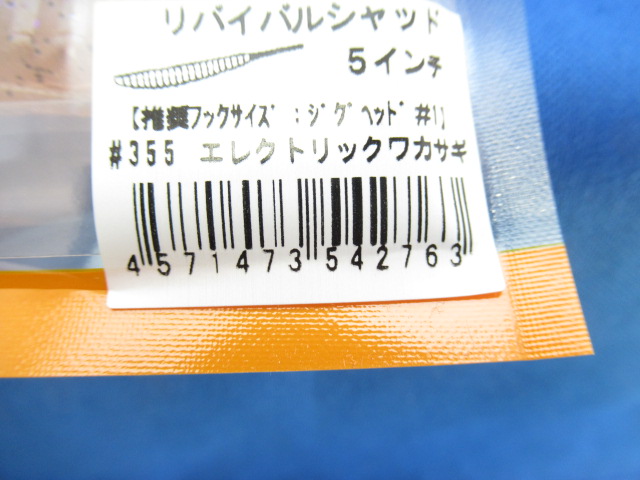 リバイバルシャッド
5インチ
【推奨フックサイズ：ジグヘッド#1】
#355 エレクトリックワカサギ
4571473542763